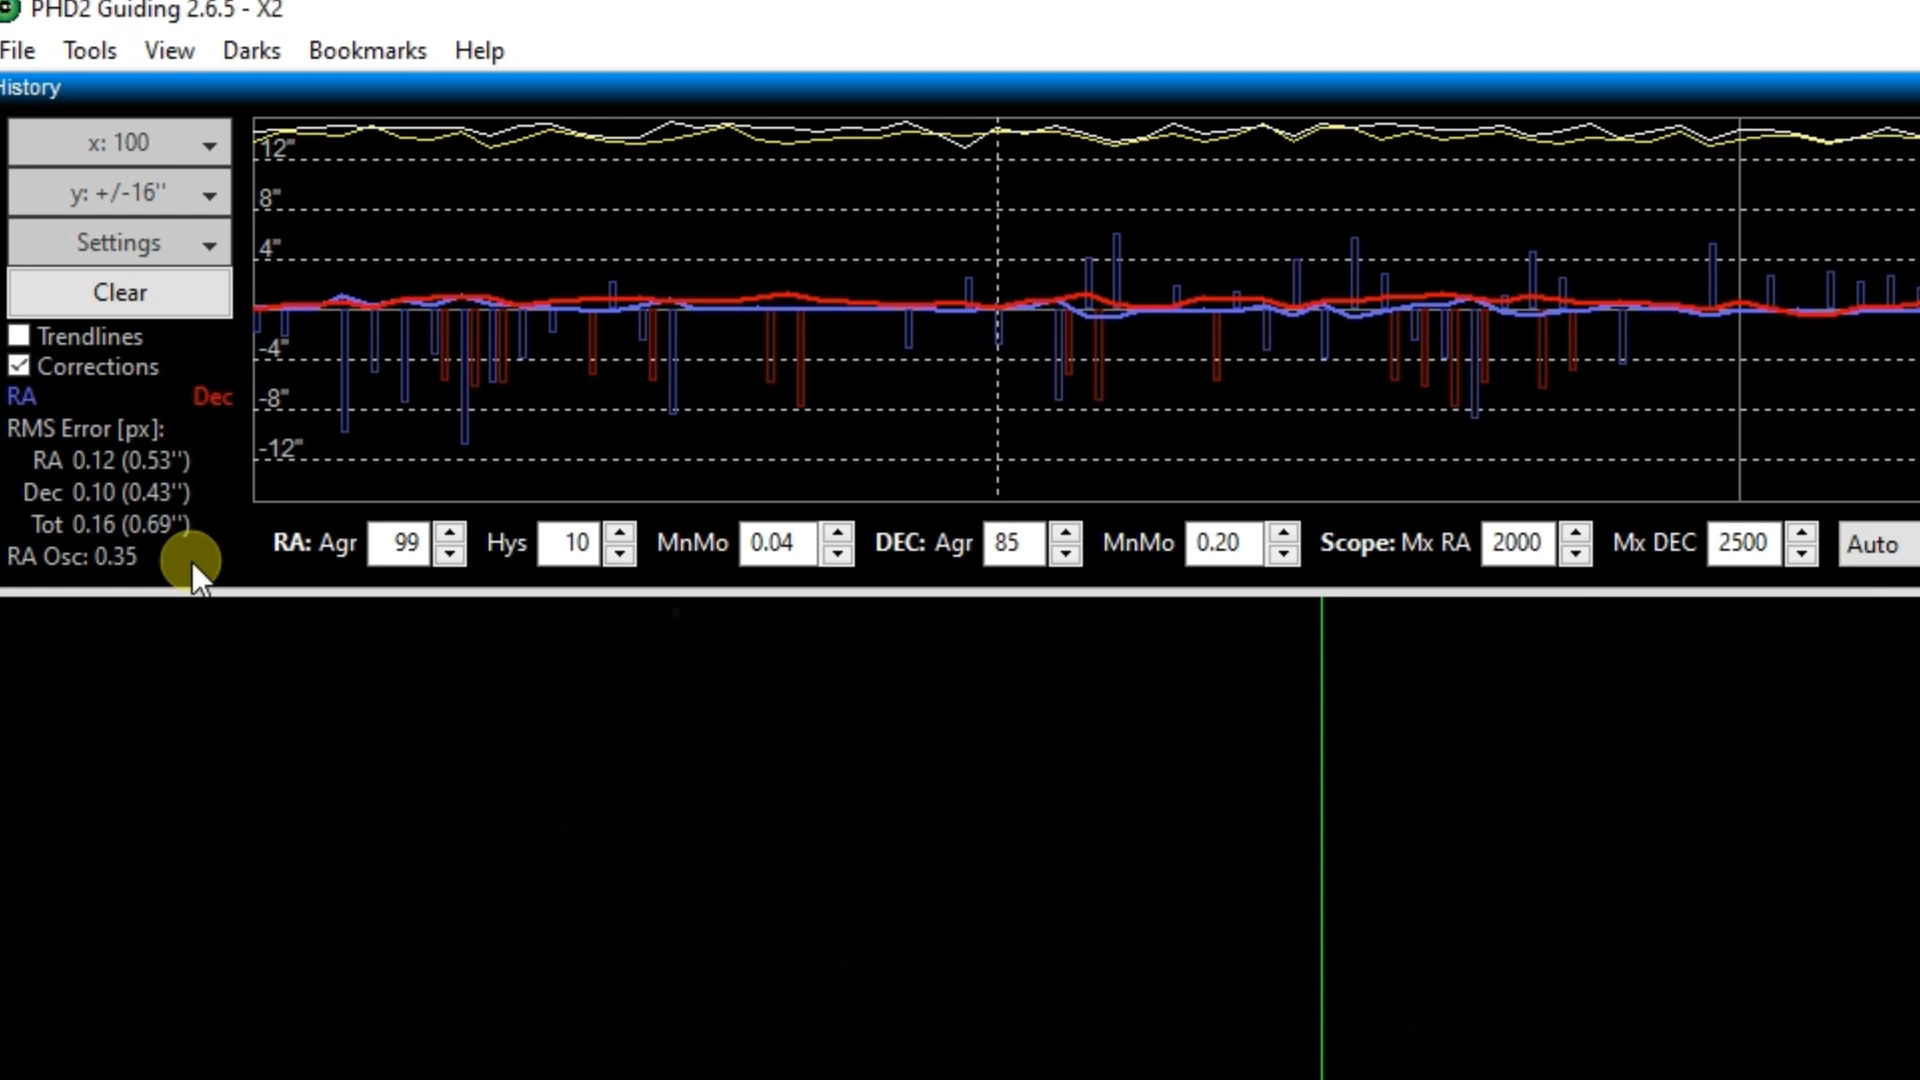 PHD2 Guiding 2.6.5 - X2
File Tools View Darks Bookmarks Help
History
x: 100
y: +/-16"
Settings
Clear
Trendlines
Corrections
RA Dec
RMS Error [px]:
RA 0.12 (0.53")
Dec 0.10 (0.43")
Tot 0.16 (0.69")
RA Osc: 0.35
12"
8"
4"
-4"
-8"
-12"
RA: Agr 99 Hys 10 MnMo 0.04 DEC: Agr 85 MnMo 0.20 Scope: Mx RA 2000 Mx DEC 2500 Auto